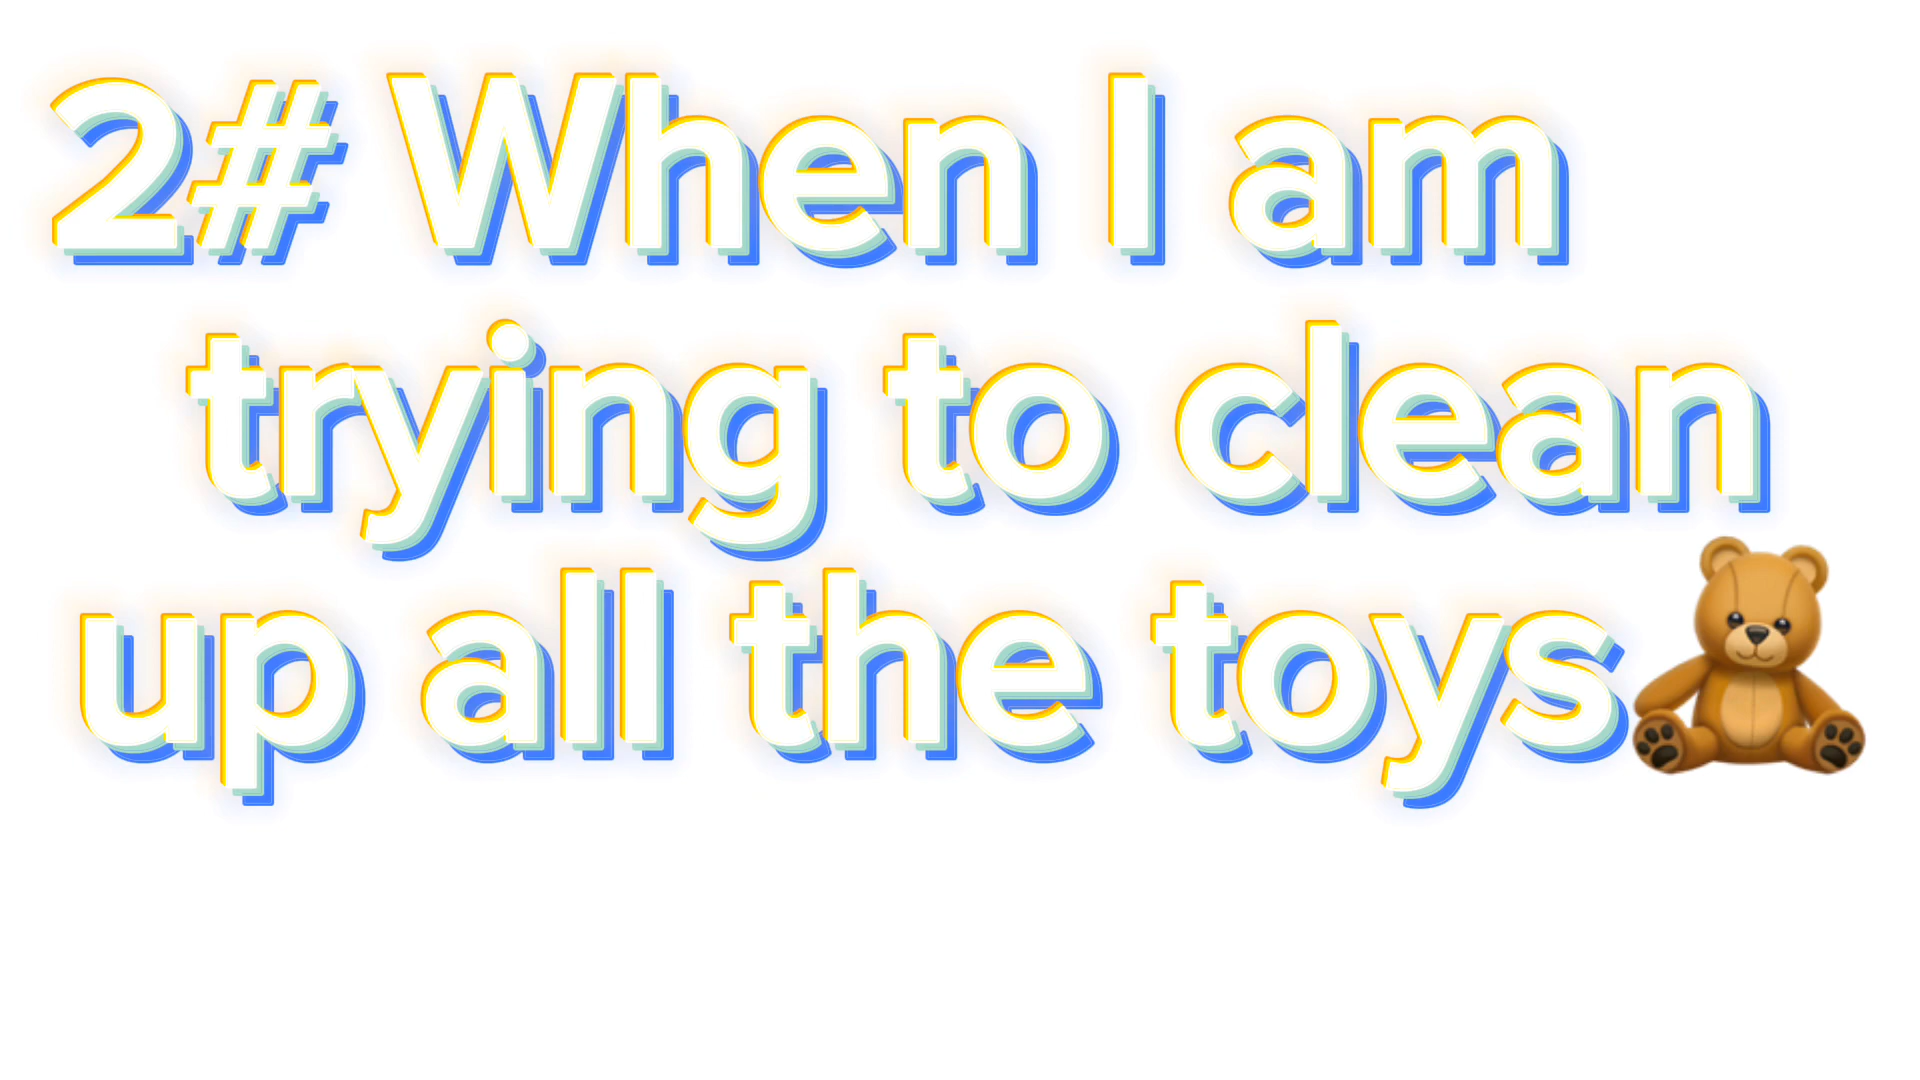 2# When I am
trying to clean
up all the toys🧸